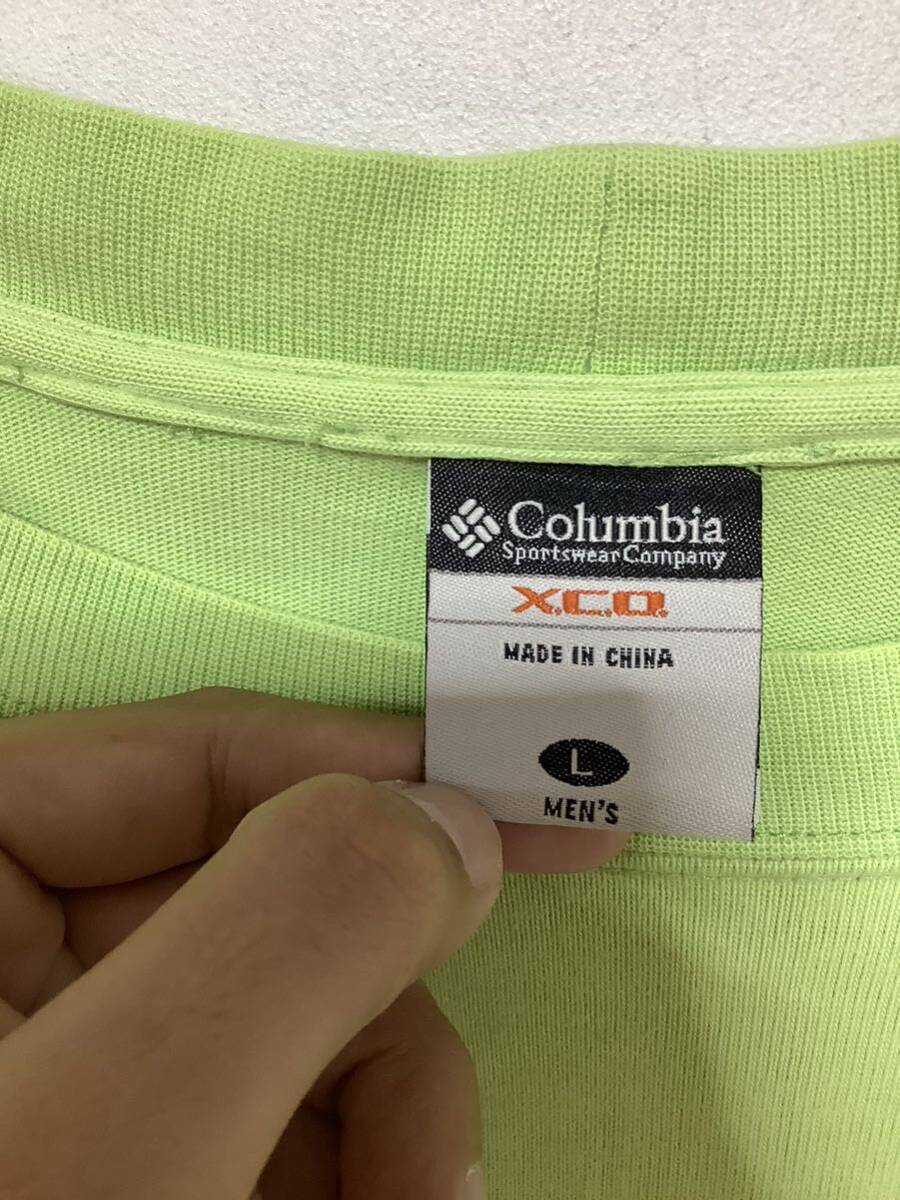 Columbia
Sportswear Company
X.C.O.
MADE IN CHINA
L
MEN'S